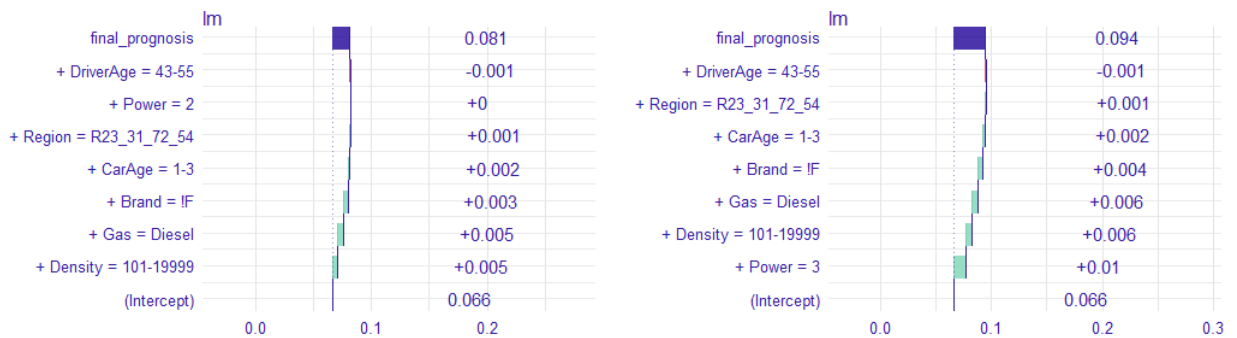 lm
final_prognosis 0.081
+ DriverAge = 43-55 -0.001
+ Power = 2 +0
+ Region = R23_31_72_54 +0.001
+ CarAge = 1-3 +0.002
+ Brand = !F +0.003
+ Gas = Diesel +0.005
+ Density = 101-19999 +0.005
(Intercept) 0.066
0.0 0.1 0.2
lm
final_prognosis 0.094
+ DriverAge = 43-55 -0.001
+ Region = R23_31_72_54 +0.001
+ CarAge = 1-3 +0.002
+ Brand = !F +0.004
+ Gas = Diesel +0.006
+ Density = 101-19999 +0.006
+ Power = 3 +0.01
(Intercept) 0.066
0.0 0.1 0.2 0.3